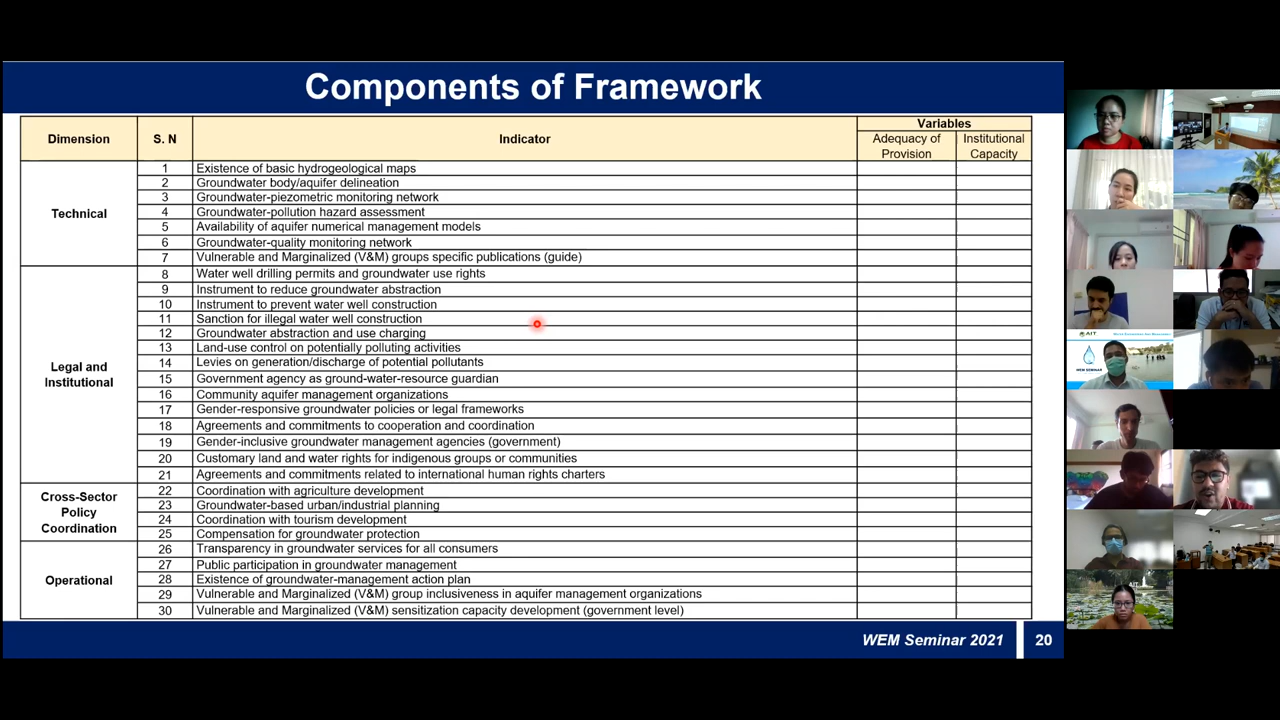 Components of Framework
Dimension S. N Indicator Variables
Adequacy of Provision Institutional Capacity
Technical
1 Existence of basic hydrogeological maps
2 Groundwater body/aquifer delineation
3 Groundwater-piezometric monitoring network
4 Groundwater-pollution hazard assessment
5 Availability of aquifer numerical management models
6 Groundwater-quality monitoring network
7 Vulnerable and Marginalized (V&M) groups specific publications (guide)
Legal and Institutional
8 Water well drilling permits and groundwater use rights
9 Instrument to reduce groundwater abstraction
10 Instrument to prevent water well construction
11 Sanction for illegal water well construction
12 Groundwater abstraction and use charging
13 Land-use control on potentially polluting activities
14 Levies on generation/discharge of potential pollutants
15 Government agency as ground-water-resource guardian
16 Community aquifer management organizations
17 Gender-responsive groundwater policies or legal frameworks
18 Agreements and commitments to cooperation and coordination
19 Gender-inclusive groundwater management agencies (government)
20 Customary land and water rights for indigenous groups or communities
21 Agreements and commitments related to international human rights charters
Cross-Sector Policy Coordination
22 Coordination with agriculture development
23 Groundwater-based urban/industrial planning
24 Coordination with tourism development
25 Compensation for groundwater protection
Operational
26 Transparency in groundwater services for all consumers
27 Public participation in groundwater management
28 Existence of groundwater-management action plan
29 Vulnerable and Marginalized (V&M) group inclusiveness in aquifer management organizations
30 Vulnerable and Marginalized (V&M) sensitization capacity development (government level)
WEM Seminar 2021 20
AIT
WEM SEMINAR
AIT